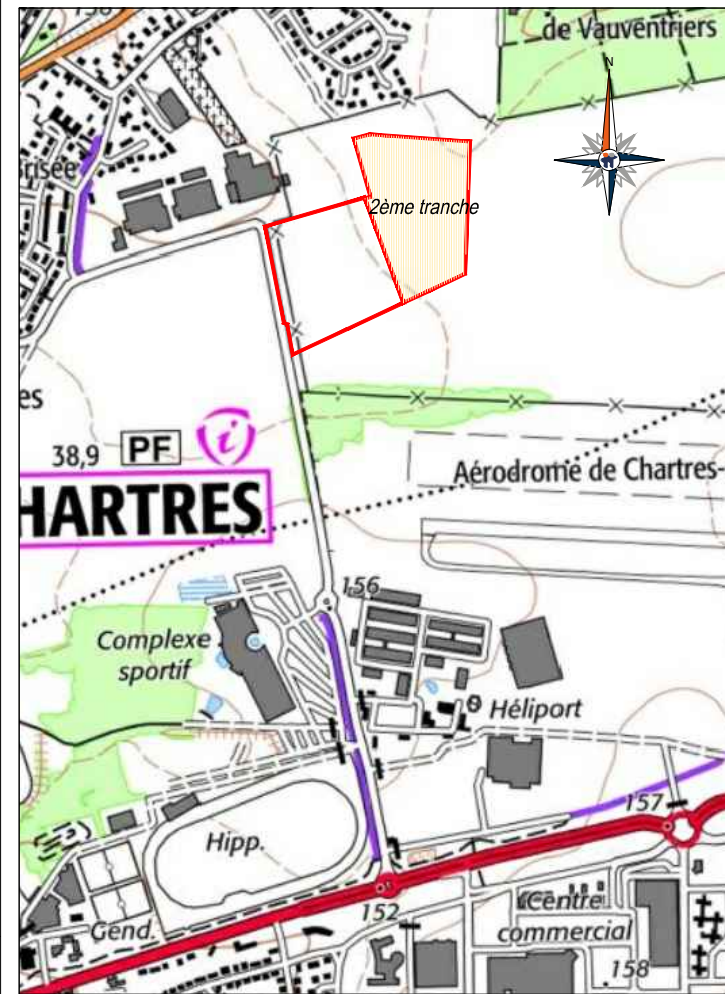 de Vauventriers
N
risée
2ème tranche
es
38,9 PF i
HARTRES
Aérodrome de Chartres-
156
Complexe
sportif
Héliport
157
Hipp.
152
Gend.
Centre
commercial
158